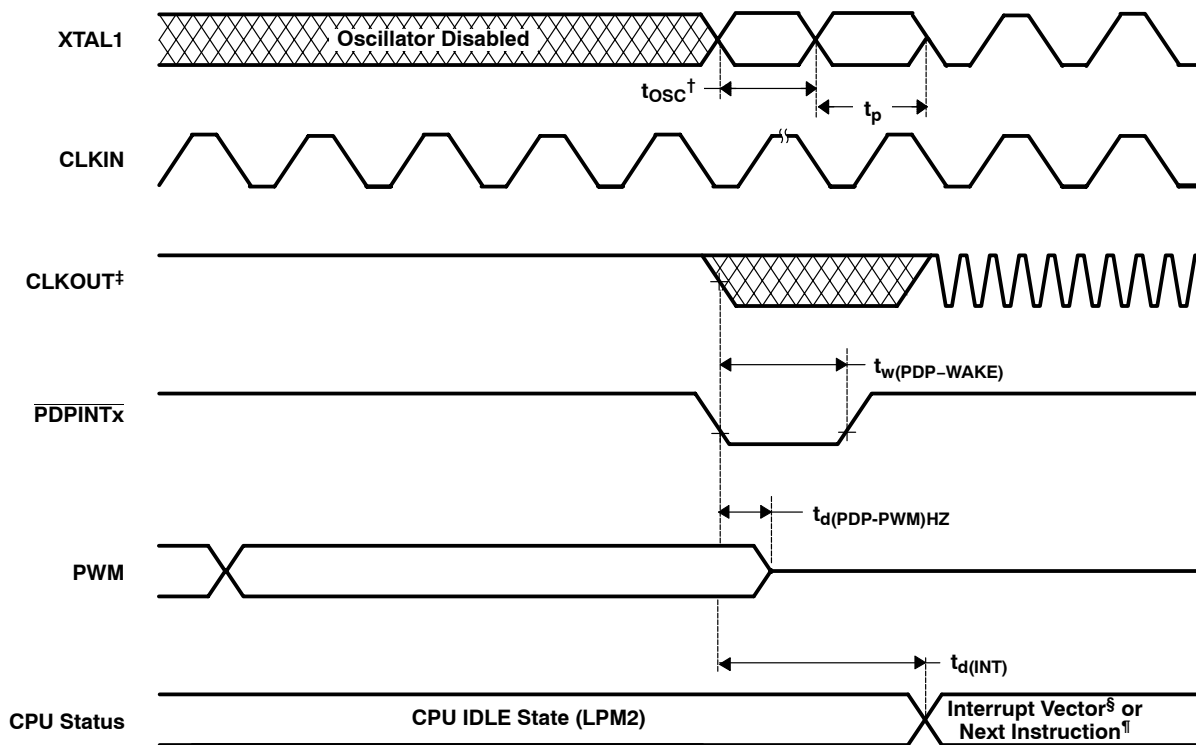 XTAL1
Oscillator Disabled
tOSC†
tp
CLKIN
CLKOUT‡
tw(PDP–WAKE)
PDPINTx
td(PDP-PWM)HZ
PWM
td(INT)
CPU Status
CPU IDLE State (LPM2)
Interrupt Vector§ or
Next Instruction¶